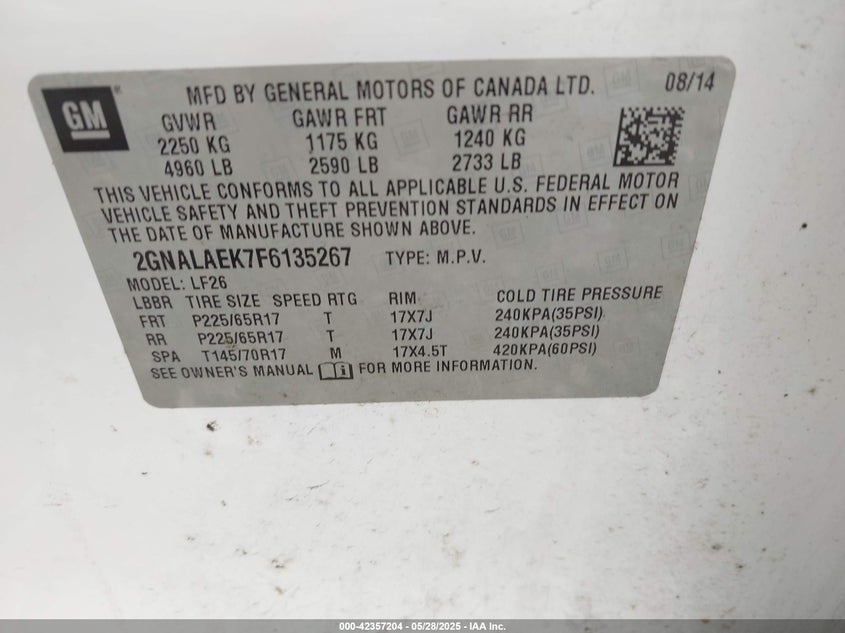 GM
MFD BY GENERAL MOTORS OF CANADA LTD. 08/14
GVWR GAWR FRT GAWR RR
2250 KG 1175 KG 1240 KG
4960 LB 2590 LB 2733 LB
THIS VEHICLE CONFORMS TO ALL APPLICABLE U.S. FEDERAL MOTOR
VEHICLE SAFETY AND THEFT PREVENTION STANDARDS IN EFFECT ON
THE DATE OF MANUFACTURE SHOWN ABOVE.
2GNALAEK7F6135267 TYPE: M.P.V.
MODEL: LF26
LBBR TIRE SIZE SPEED RTG RIM COLD TIRE PRESSURE
FRT P225/65R17 T 17X7J 240KPA(35PSI)
RR P225/65R17 T 17X7J 240KPA(35PSI)
SPA T145/70R17 M 17X4.5T 420KPA(60PSI)
SEE OWNER'S MANUAL FOR MORE INFORMATION.
000-42357204 - 05/28/2025 - IAA Inc.